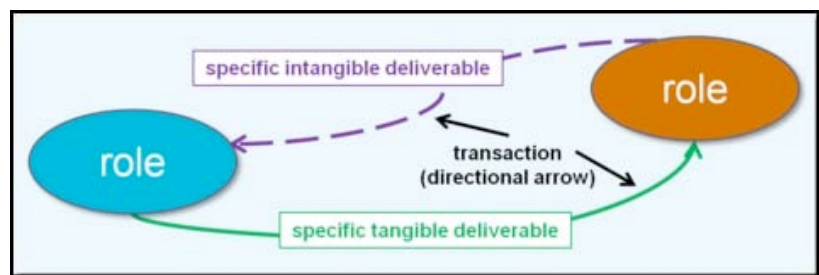 specific intangible deliverable
role
role
transaction
(directional arrow)
specific tangible deliverable